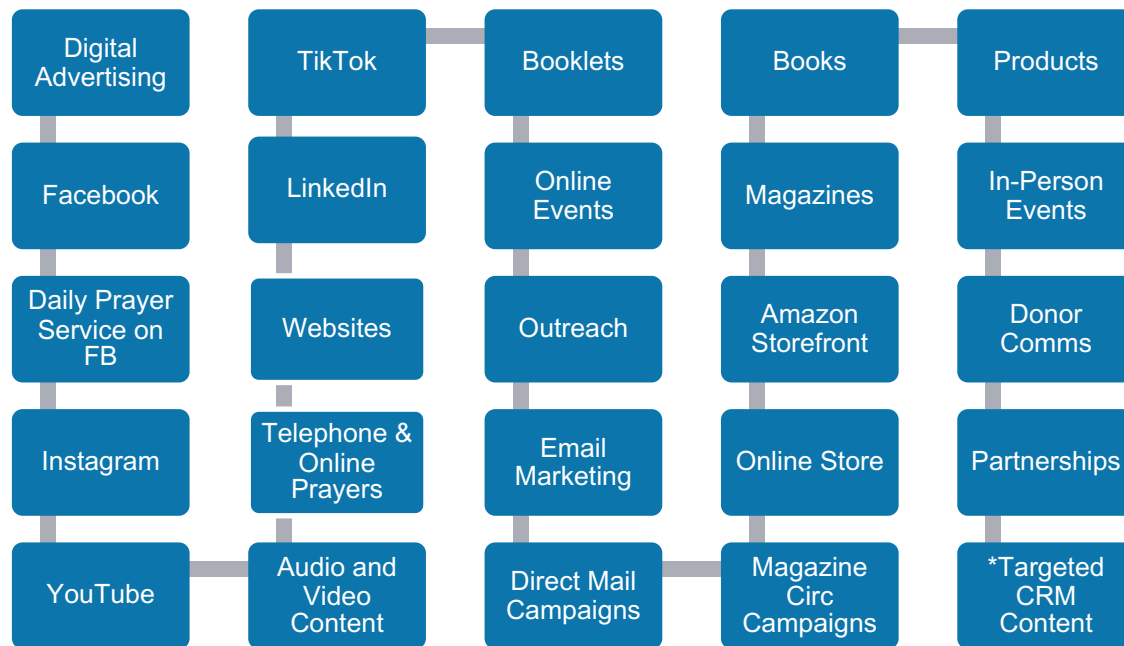 Digital
Advertising
Facebook
Daily Prayer
Service on
FB
Instagram
YouTube
Audio and
Video
Content
Telephone &
Online
Prayers
Websites
LinkedIn
TikTok
Booklets
Online
Events
Outreach
Email
Marketing
Direct Mail
Campaigns
Magazine
Circ
Campaigns
Online Store
Amazon
Storefront
Magazines
Books
Products
In-Person
Events
Donor
Comms
Partnerships
*Targeted
CRM
Content